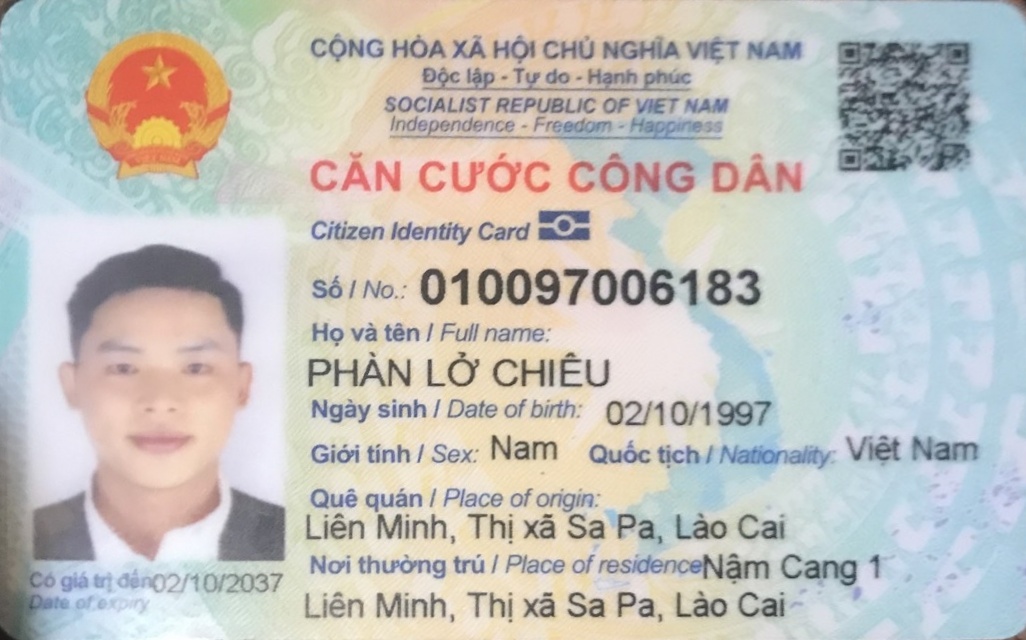 CỘNG HÒA XÃ HỘI CHỦ NGHĨA VIỆT NAM
Độc lập - Tự do - Hạnh phúc
SOCIALIST REPUBLIC OF VIET NAM
Independence - Freedom - Happiness
CĂN CƯỚC CÔNG DÂN
Citizen Identity Card
Số / No.: 010097006183
Họ và tên / Full name:
PHÀN LỞ CHIÊU
Ngày sinh / Date of birth: 02/10/1997
Giới tính / Sex: Nam Quốc tịch / Nationality: Việt Nam
Quê quán / Place of origin:
Liên Minh, Thị xã Sa Pa, Lào Cai
Nơi thường trú / Place of residence Nậm Cang 1
Liên Minh, Thị xã Sa Pa, Lào Cai
Có giá trị đến 02/10/2037
Date of expiry